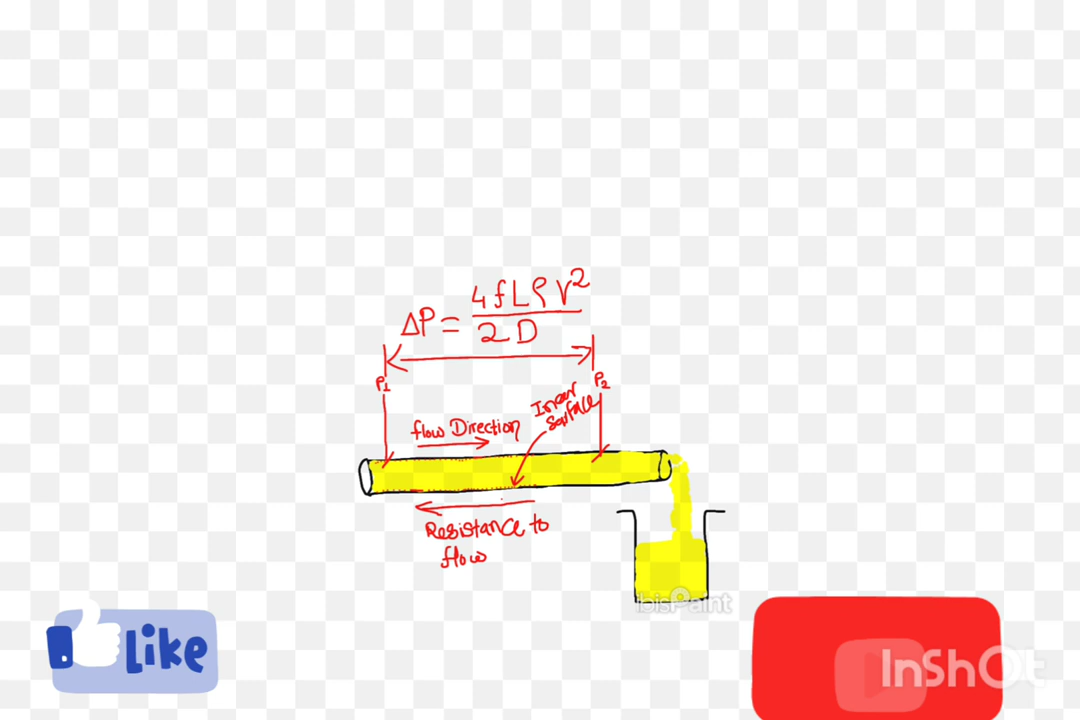 ΔP = 4fLρV²
2D
P₁
P₂
Inner
Surface
flow Direction
Resistance to
flow
ibisPaint
Like
InShOt